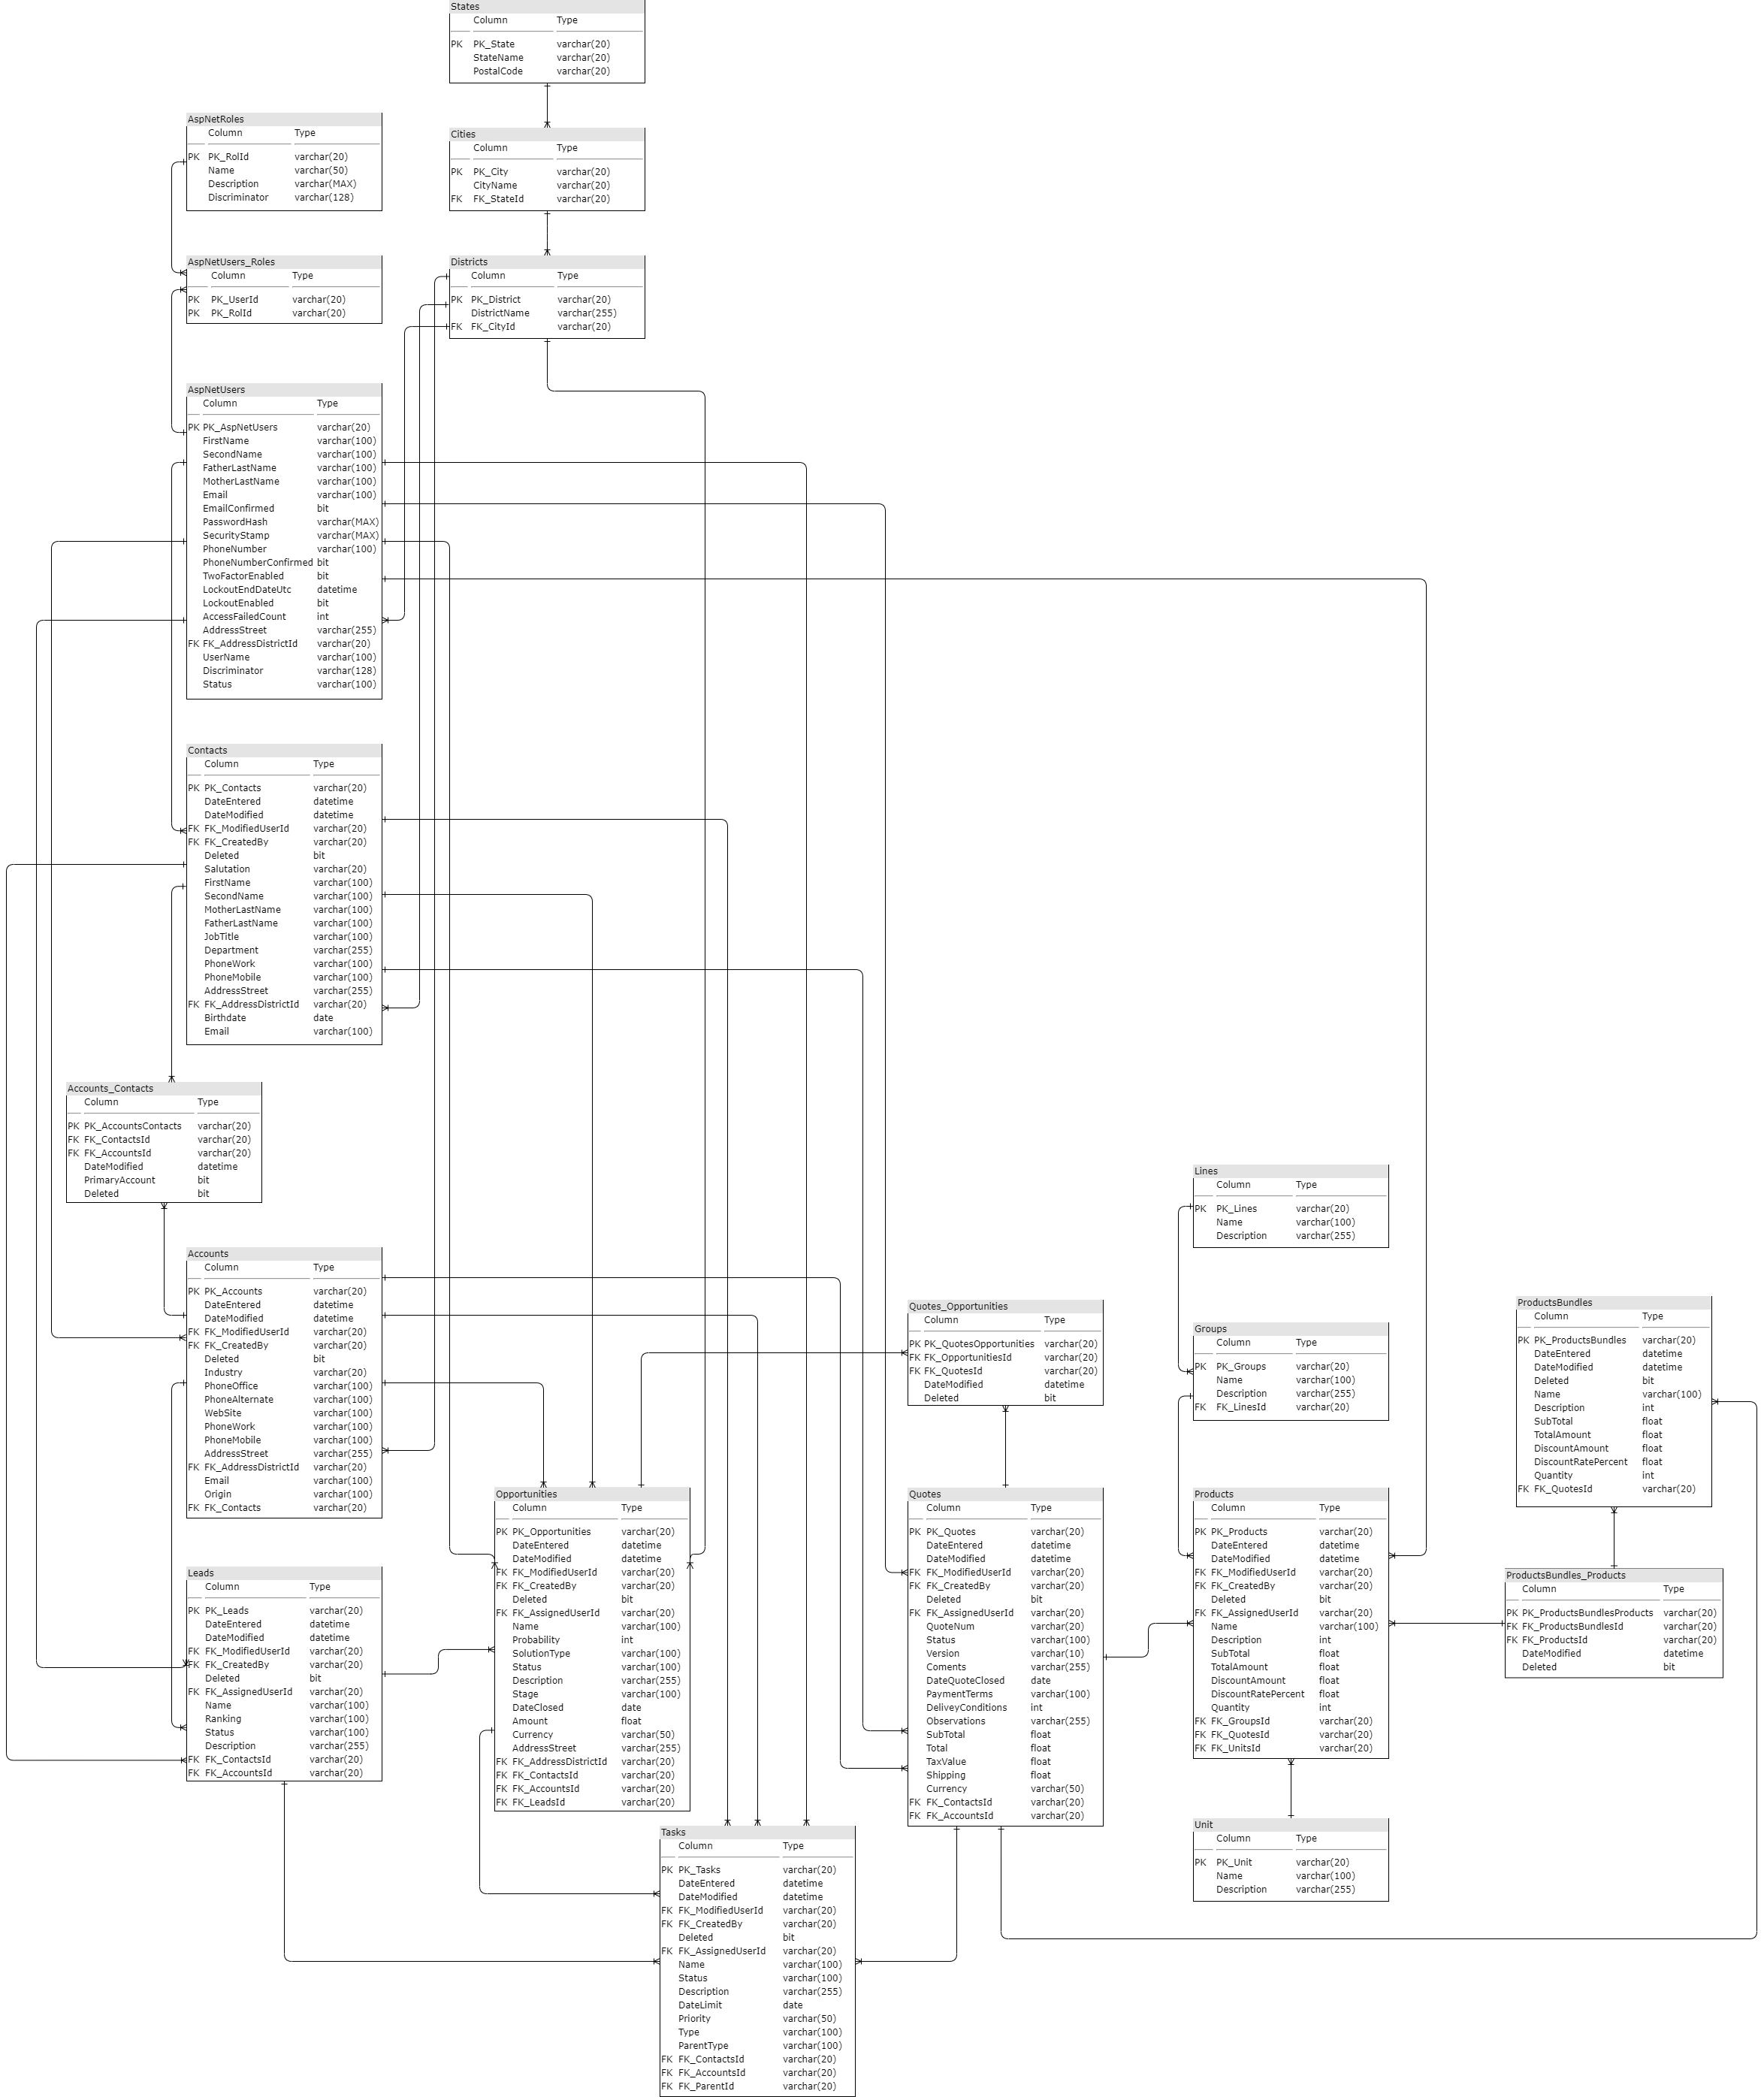 States
Column Type
PK PK_State varchar(20)
StateName varchar(20)
PostalCode varchar(20)
AspNetRoles
Column Type
PK PK_RolId varchar(20)
Name varchar(50)
Description varchar(MAX)
Discriminator varchar(128)
Cities
Column Type
PK PK_City varchar(20)
CityName varchar(20)
FK FK_StateId varchar(20)
AspNetUsers_Roles
Column Type
PK PK_UserId varchar(20)
PK PK_RolId varchar(20)
Districts
Column Type
PK PK_District varchar(20)
DistrictName varchar(255)
FK FK_CityId varchar(20)
AspNetUsers
Column Type
PK PK_AspNetUsers varchar(20)
FirstName varchar(100)
SecondName varchar(100)
FatherLastName varchar(100)
MotherLastName varchar(100)
Email varchar(100)
EmailConfirmed bit
PasswordHash varchar(MAX)
SecurityStamp varchar(MAX)
PhoneNumber varchar(100)
PhoneNumberConfirmed bit
TwoFactorEnabled bit
LockoutEndDateUtc datetime
LockoutEnabled bit
AccessFailedCount int
AddressStreet varchar(255)
FK FK_AddressDistrictId varchar(20)
UserName varchar(100)
Discriminator varchar(128)
Status varchar(100)
Contacts
Column Type
PK PK_Contacts varchar(20)
DateEntered datetime
DateModified datetime
FK FK_ModifiedUserId varchar(20)
FK FK_CreatedBy varchar(20)
Deleted bit
Salutation varchar(20)
FirstName varchar(100)
SecondName varchar(100)
MotherLastName varchar(100)
FatherLastName varchar(100)
JobTitle varchar(100)
Department varchar(255)
PhoneWork varchar(100)
PhoneMobile varchar(100)
AddressStreet varchar(255)
FK FK_AddressDistrictId varchar(20)
Birthdate date
Email varchar(100)
Accounts_Contacts
Column Type
PK PK_AccountsContacts varchar(20)
FK FK_ContactsId varchar(20)
FK FK_AccountsId varchar(20)
DateModified datetime
PrimaryAccount bit
Deleted bit
Lines
Column Type
PK PK_Lines varchar(20)
Name varchar(100)
Description varchar(255)
Accounts
Column Type
PK PK_Accounts varchar(20)
DateEntered datetime
DateModified datetime
FK FK_ModifiedUserId varchar(20)
FK FK_CreatedBy varchar(20)
Deleted bit
Industry varchar(20)
PhoneOffice varchar(100)
PhoneAlternate varchar(100)
WebSite varchar(100)
PhoneWork varchar(100)
PhoneMobile varchar(100)
AddressStreet varchar(255)
FK FK_AddressDistrictId varchar(20)
Email varchar(100)
Origin varchar(100)
FK FK_Contacts varchar(20)
Quotes_Opportunities
Column Type
PK PK_QuotesOpportunities varchar(20)
FK FK_OpportunitiesId varchar(20)
FK FK_QuotesId varchar(20)
DateModified datetime
Deleted bit
Groups
Column Type
PK PK_Groups varchar(20)
Name varchar(100)
Description varchar(255)
FK FK_LinesId varchar(20)
ProductsBundles
Column Type
PK PK_ProductsBundles varchar(20)
DateEntered datetime
DateModified datetime
Deleted bit
Name varchar(100)
Description int
SubTotal float
TotalAmount float
DiscountAmount float
DiscountRatePercent float
Quantity int
FK FK_QuotesId varchar(20)
Opportunities
Column Type
PK PK_Opportunities varchar(20)
DateEntered datetime
DateModified datetime
FK FK_ModifiedUserId varchar(20)
FK FK_CreatedBy varchar(20)
Deleted bit
FK FK_AssignedUserId varchar(20)
Name varchar(100)
Probability int
SolutionType varchar(100)
Status varchar(100)
Description varchar(255)
Stage varchar(100)
DateClosed date
Amount float
Currency varchar(50)
AddressStreet varchar(255)
FK FK_AddressDistrictId varchar(20)
FK FK_ContactsId varchar(20)
FK FK_AccountsId varchar(20)
FK FK_LeadsId varchar(20)
Quotes
Column Type
PK PK_Quotes varchar(20)
DateEntered datetime
DateModified datetime
FK FK_ModifiedUserId varchar(20)
FK FK_CreatedBy varchar(20)
Deleted bit
FK FK_AssignedUserId varchar(20)
QuoteNum varchar(20)
Status varchar(100)
Version varchar(10)
Coments varchar(255)
DateQuoteClosed date
PaymentTerms varchar(100)
DeliveyConditions int
Observations varchar(255)
SubTotal float
Total float
TaxValue float
Shipping float
Currency varchar(50)
FK FK_ContactsId varchar(20)
FK FK_AccountsId varchar(20)
Products
Column Type
PK PK_Products varchar(20)
DateEntered datetime
DateModified datetime
FK FK_ModifiedUserId varchar(20)
FK FK_CreatedBy varchar(20)
Deleted bit
FK FK_AssignedUserId varchar(20)
Name varchar(100)
Description int
SubTotal float
TotalAmount float
DiscountAmount float
DiscountRatePercent float
Quantity int
FK FK_GroupsId varchar(20)
FK FK_QuotesId varchar(20)
FK FK_UnitsId varchar(20)
ProductsBundles_Products
Column Type
PK PK_ProductsBundlesProducts varchar(20)
FK FK_ProductsBundlesId varchar(20)
FK FK_ProductsId varchar(20)
DateModified datetime
Deleted bit
Leads
Column Type
PK PK_Leads varchar(20)
DateEntered datetime
DateModified datetime
FK FK_ModifiedUserId varchar(20)
FK FK_CreatedBy varchar(20)
Deleted bit
FK FK_AssignedUserId varchar(20)
Name varchar(100)
Ranking varchar(100)
Status varchar(100)
Description varchar(255)
FK FK_ContactsId varchar(20)
FK FK_AccountsId varchar(20)
Unit
Column Type
PK PK_Unit varchar(20)
Name varchar(100)
Description varchar(255)
Tasks
Column Type
PK PK_Tasks varchar(20)
DateEntered datetime
DateModified datetime
FK FK_ModifiedUserId varchar(20)
FK FK_CreatedBy varchar(20)
Deleted bit
FK FK_AssignedUserId varchar(20)
Name varchar(100)
Status varchar(100)
Description varchar(255)
DateLimit date
Priority varchar(50)
Type varchar(100)
ParentType varchar(100)
FK FK_ContactsId varchar(20)
FK FK_AccountsId varchar(20)
FK FK_ParentId varchar(20)